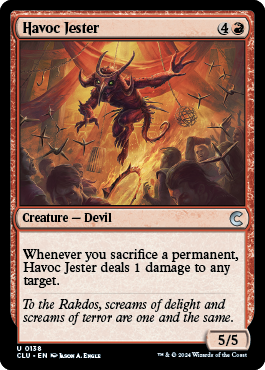 Havoc Jester 4
Creature — Devil
Whenever you sacrifice a permanent,
Havoc Jester deals 1 damage to any
target.
To the Rakdos, screams of delight and
screams of terror are one and the same.
5/5
U 0138
CLU • EN Jason A. Engle
™ & © 2024 Wizards of the Coast